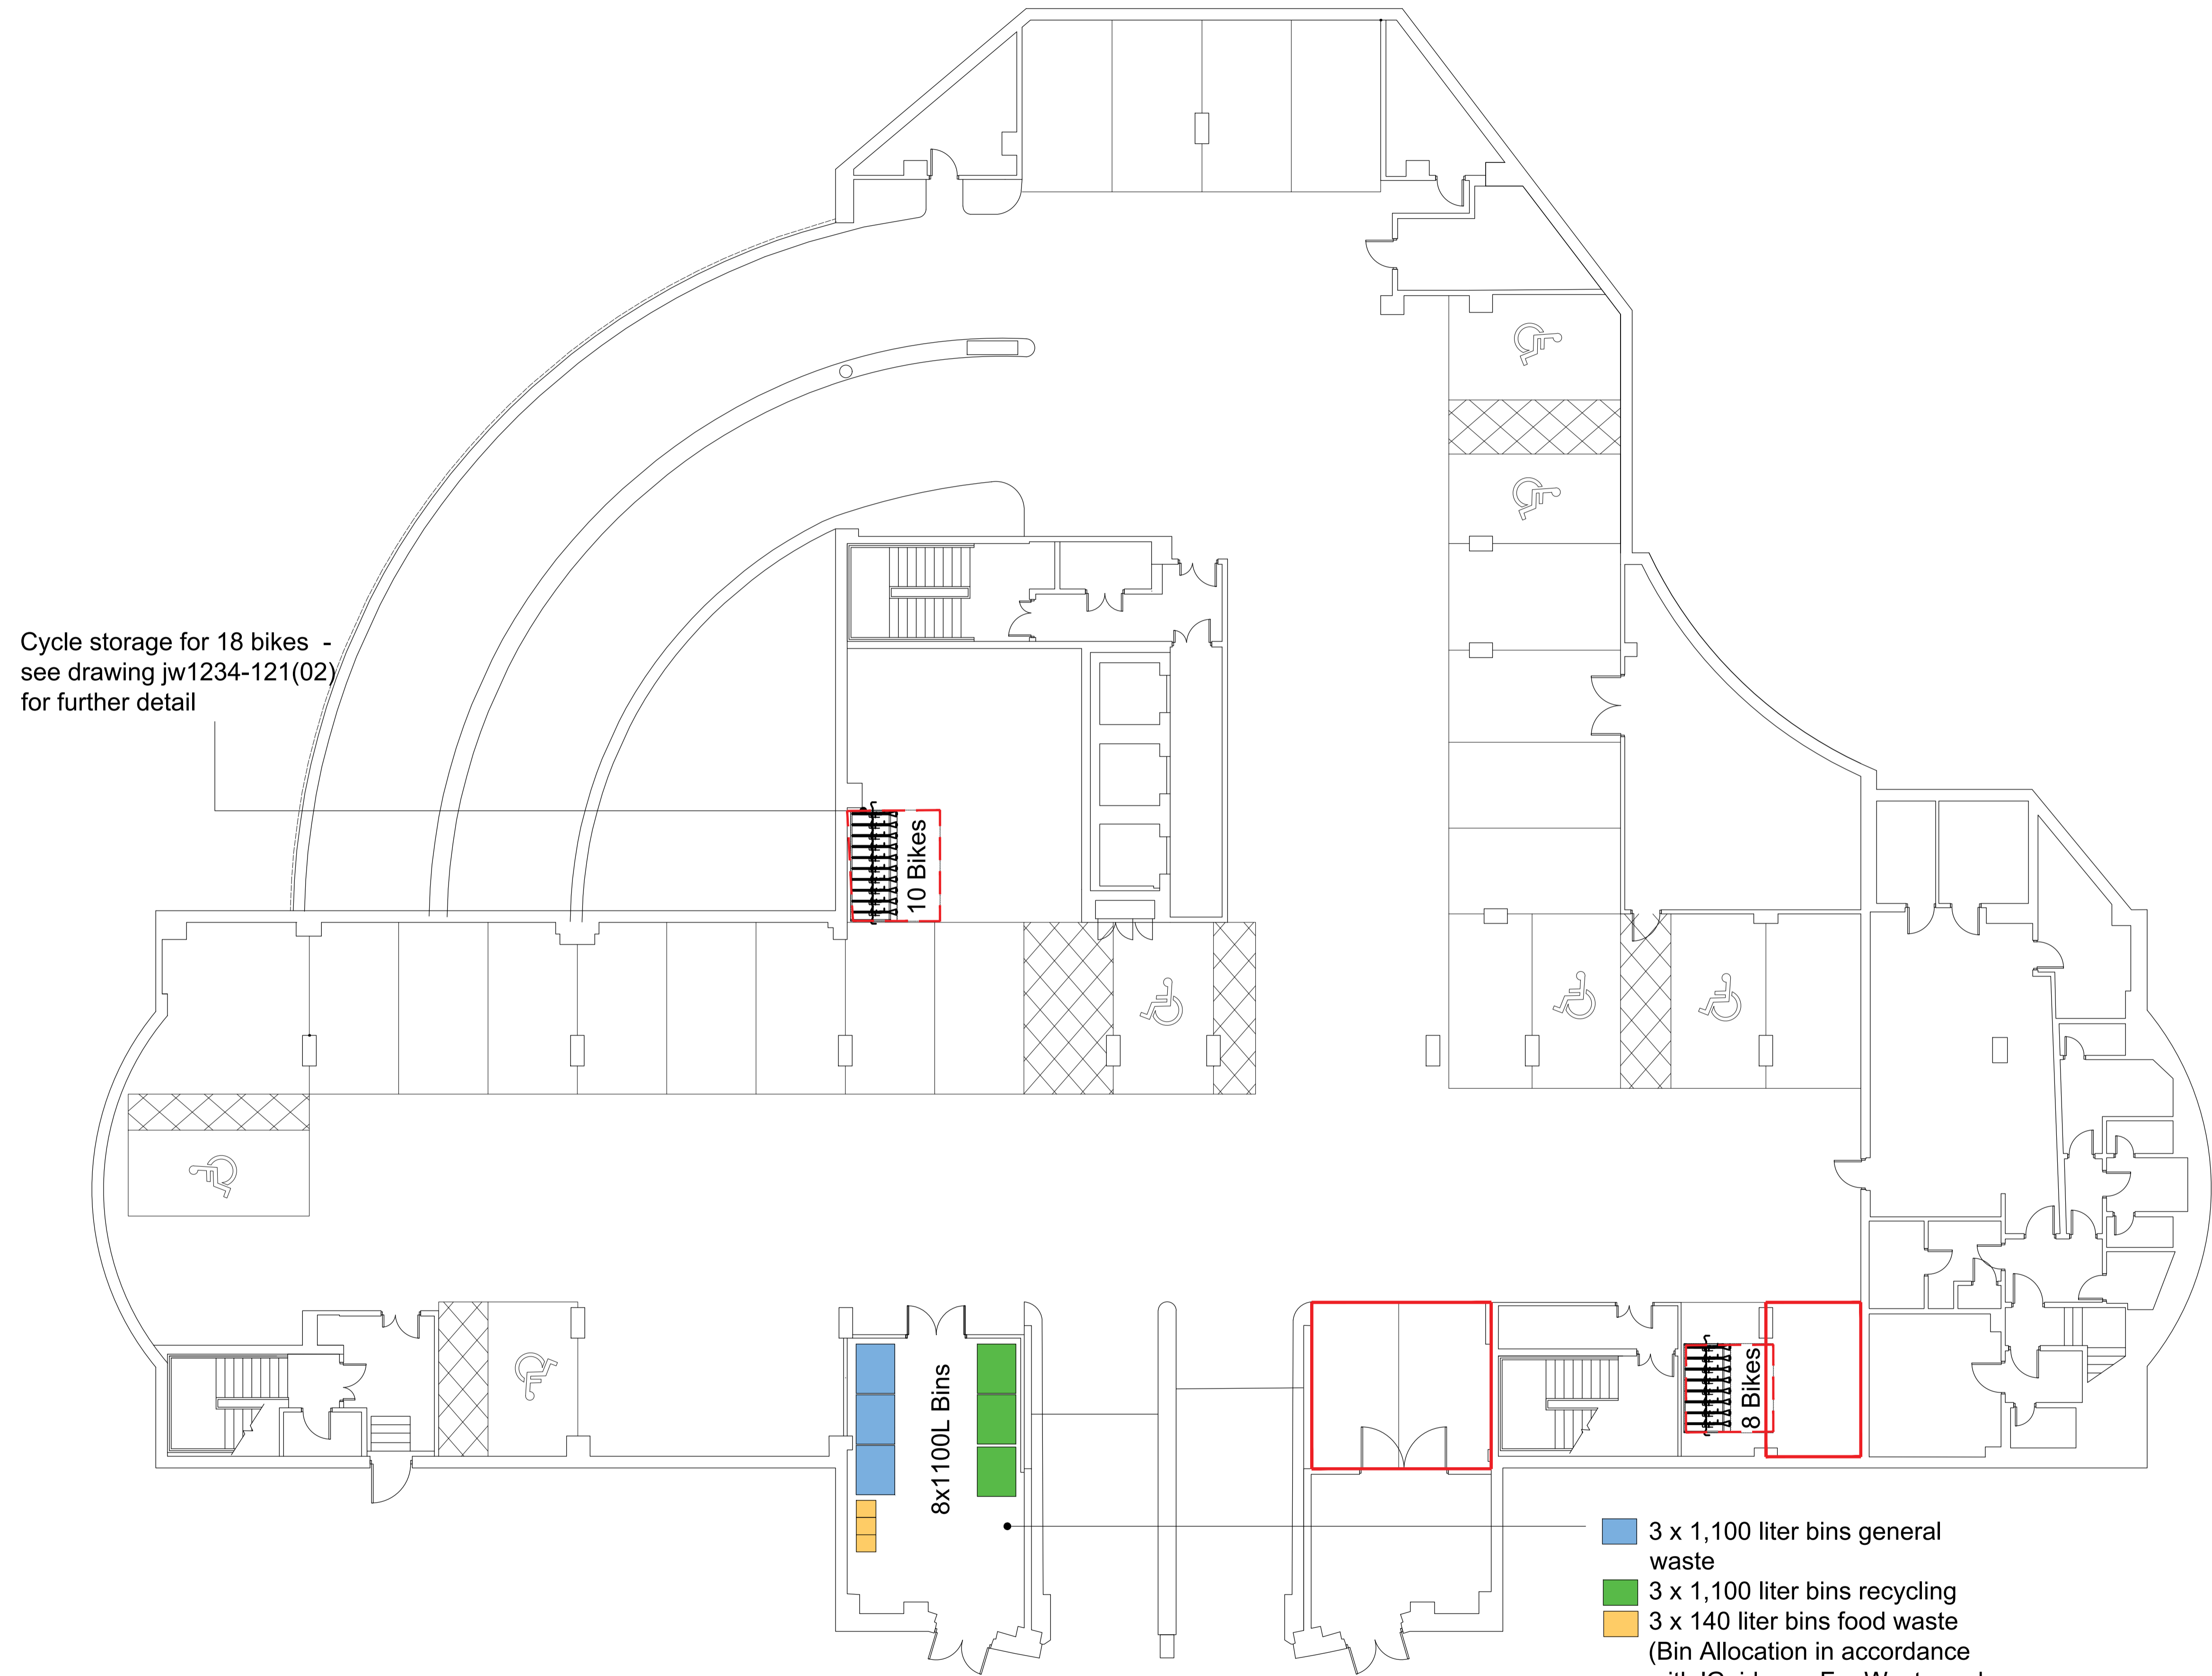 Cycle storage for 18 bikes -
see drawing jw1234-121(02)
for further detail
10 Bikes
8 Bikes
8x1100L Bins
3 x 1,100 liter bins general
waste
3 x 1,100 liter bins recycling
3 x 140 liter bins food waste
(Bin Allocation in accordance